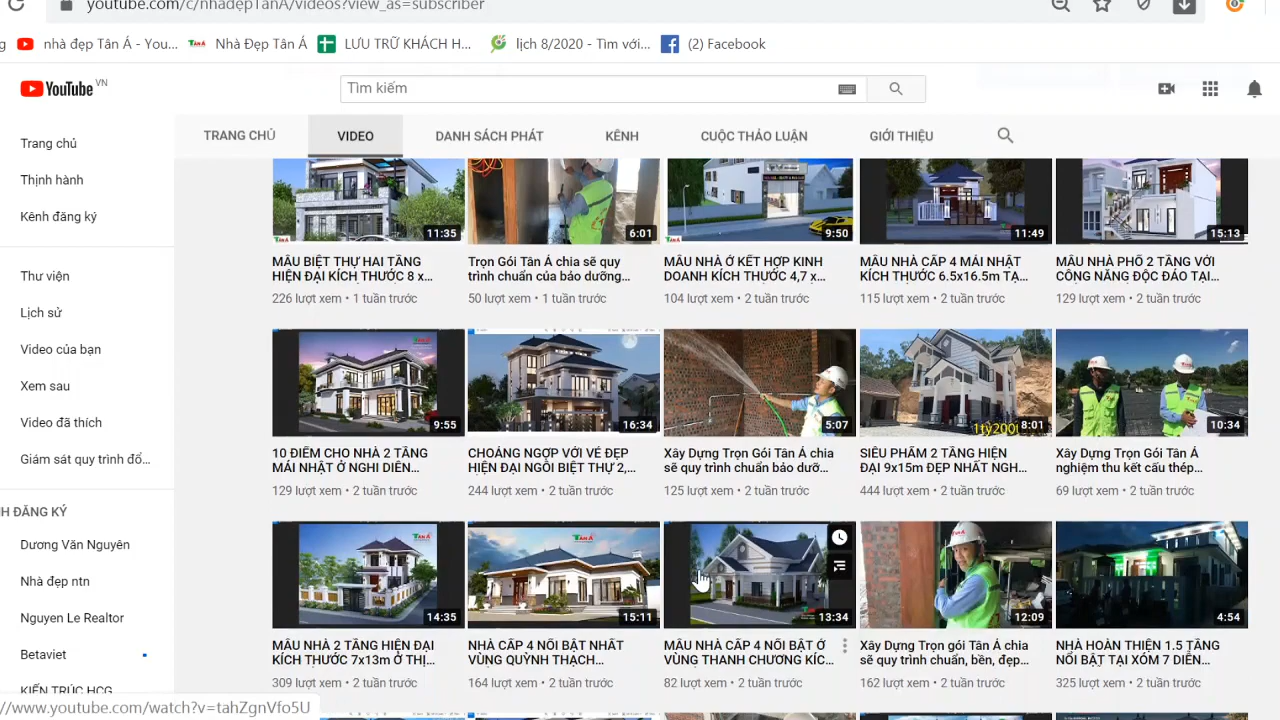 youtube.com/c/nhadepTanA/videos?view_as=subscriber
g nhà đẹp Tân Á - You... Nhà Đẹp Tân Á LƯU TRỮ KHÁCH H... lịch 8/2020 - Tìm với... (2) Facebook
YouTube VN Tìm kiếm
TRANG CHỦ VIDEO DANH SÁCH PHÁT KÊNH CUỘC THẢO LUẬN GIỚI THIỆU
Trang chủ
Thịnh hành
Kênh đăng ký
Thư viện
Lịch sử
Video của bạn
Xem sau
Video đã thích
Giám sát quy trình đổ...
H ĐĂNG KÝ
Dương Văn Nguyên
Nhà đẹp ntn
Nguyen Le Realtor
Betaviet
KIẾN TRÚC HCG
//www.youtube.com/watch?v=tahZgnVfo5U
11:35 6:01 9:50 11:49 15:13
MẪU BIỆT THỰ HAI TẦNG
HIỆN ĐẠI KÍCH THƯỚC 8 x...
226 lượt xem • 1 tuần trước
Trọn Gói Tân Á chia sẽ quy
trình chuẩn của bảo dưỡng...
50 lượt xem • 1 tuần trước
MẪU NHÀ Ở KẾT HỢP KINH
DOANH KÍCH THƯỚC 4,7 x...
104 lượt xem • 2 tuần trước
MẪU NHÀ CẤP 4 MÁI NHẬT
KÍCH THƯỚC 6.5x16.5m TẠ...
115 lượt xem • 2 tuần trước
MẪU NHÀ PHỐ 2 TẦNG VỚI
CÔNG NĂNG ĐỘC ĐÁO TẠI...
129 lượt xem • 2 tuần trước
9:55 16:34 5:07 1ty200 8:01 10:34
10 ĐIỂM CHO NHÀ 2 TẦNG
MÁI NHẬT Ở NGHI DIÊN...
129 lượt xem • 2 tuần trước
CHOÁNG NGỢP VỚI VẺ ĐẸP
HIỆN ĐẠI NGÔI BIỆT THỰ 2,...
244 lượt xem • 2 tuần trước
Xây Dựng Trọn Gói Tân Á chia
sẽ quy trình chuẩn bảo dưỡ...
125 lượt xem • 2 tuần trước
SIÊU PHẨM 2 TẦNG HIỆN
ĐẠI 9x15m ĐẸP NHẤT NGH...
444 lượt xem • 2 tuần trước
Xây Dựng Trọn Gói Tân Á
nghiệm thu kết cấu thép...
69 lượt xem • 2 tuần trước
TÂN Á 14:35 TÂN Á 15:11 13:34 TÂN Á 12:09 4:54
MẪU NHÀ 2 TẦNG HIỆN ĐẠI
KÍCH THƯỚC 7x13m Ở THỊ...
309 lượt xem • 2 tuần trước
NHÀ CẤP 4 NỔI BẬT NHẤT
VÙNG QUỲNH THẠCH...
164 lượt xem • 2 tuần trước
MẪU NHÀ CẤP 4 NỔI BẬT Ở
VÙNG THANH CHƯƠNG KÍC...
82 lượt xem • 2 tuần trước
Xây Dựng Trọn gói Tân Á chia
sẽ quy trình chuẩn, bền, đẹp...
162 lượt xem • 2 tuần trước
NHÀ HOÀN THIỆN 1.5 TẦNG
NỔI BẬT TẠI XÓM 7 DIỄN...
325 lượt xem • 2 tuần trước